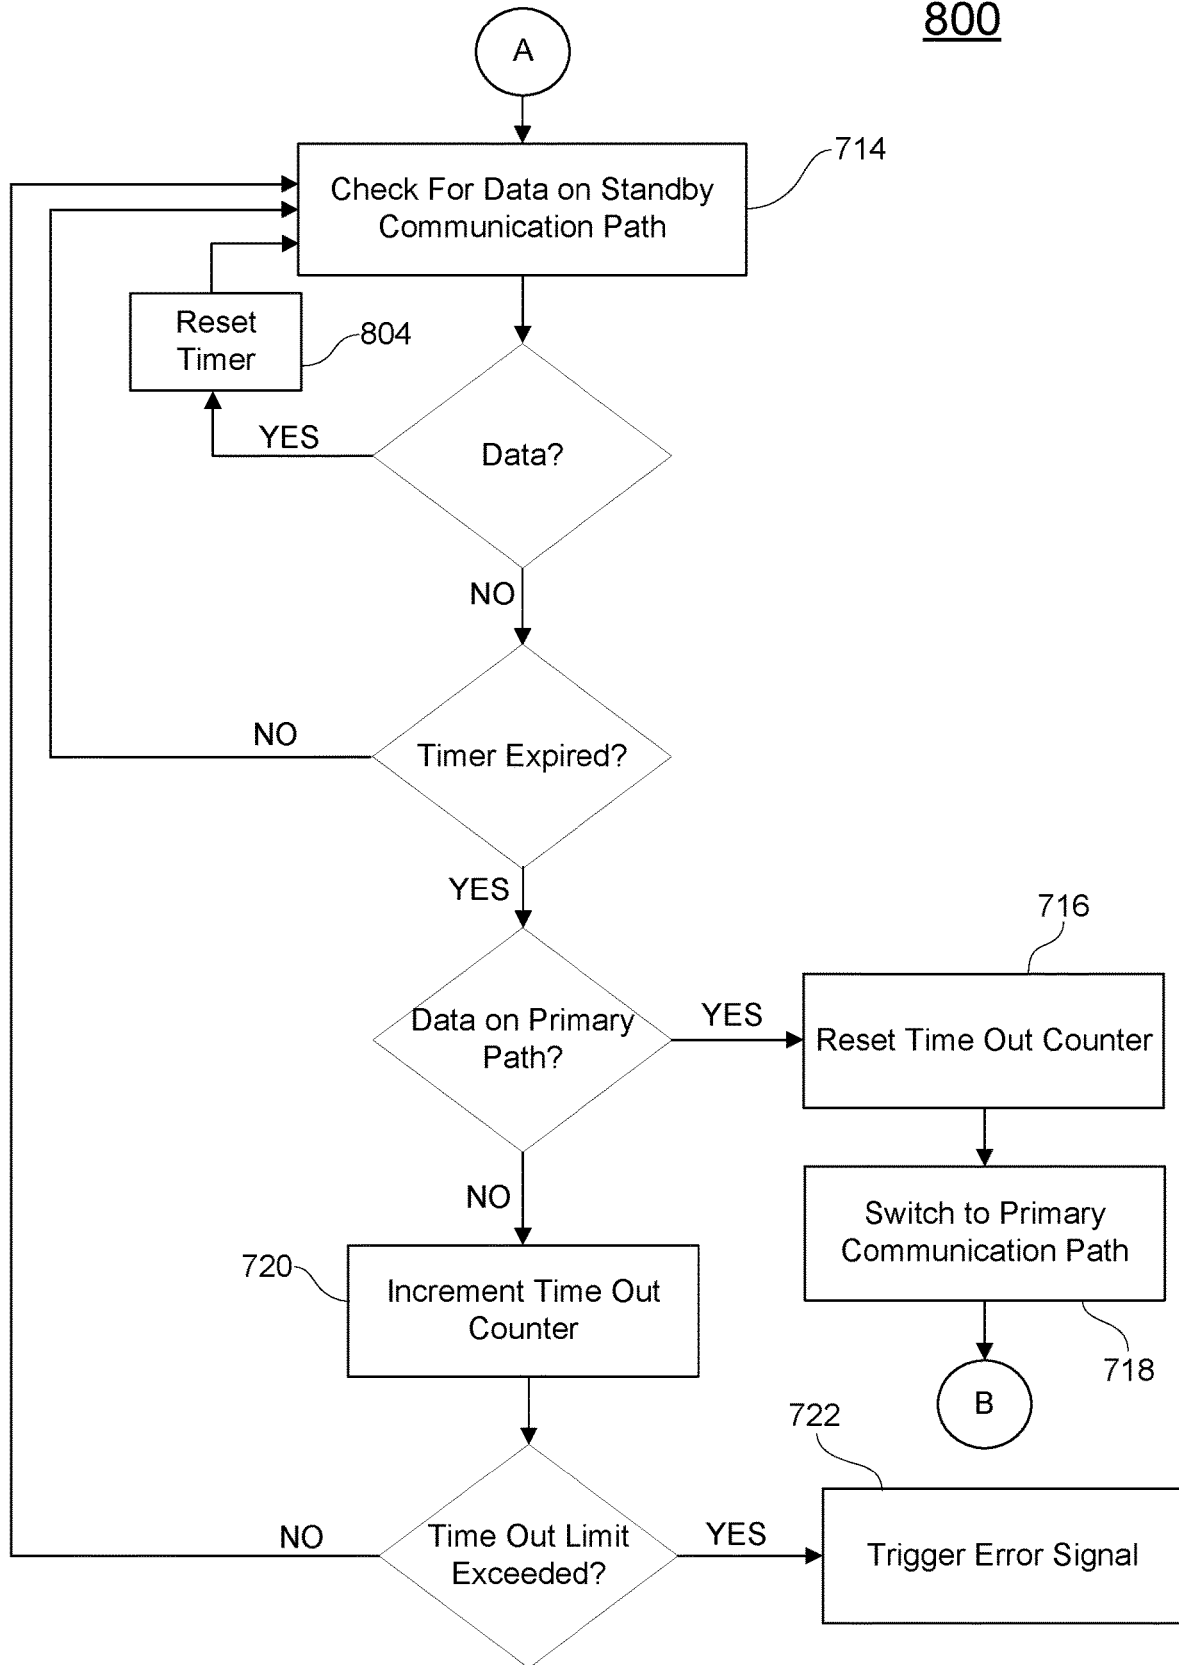 800
A
714
Check For Data on Standby
Communication Path
Reset
Timer
804
YES
Data?
NO
NO
Timer Expired?
YES
716
Data on Primary
Path?
YES
Reset Time Out Counter
NO
Switch to Primary
Communication Path
720
Increment Time Out
Counter
718
B
722
NO
Time Out Limit
Exceeded?
YES
Trigger Error Signal